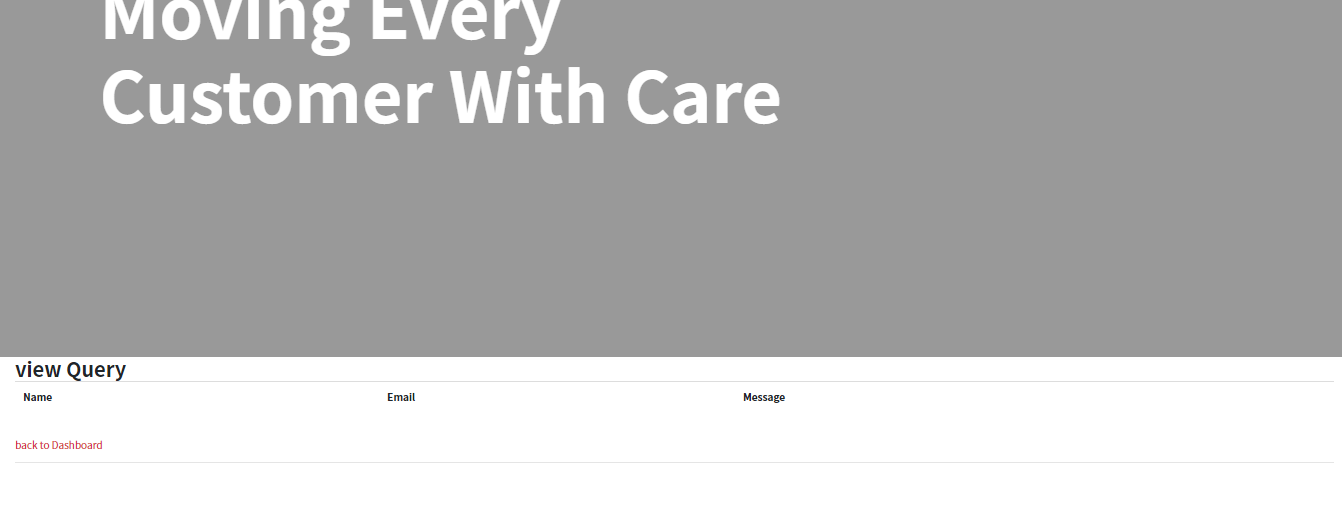 Moving Every
Customer With Care
view Query
Name Email Message
back to Dashboard